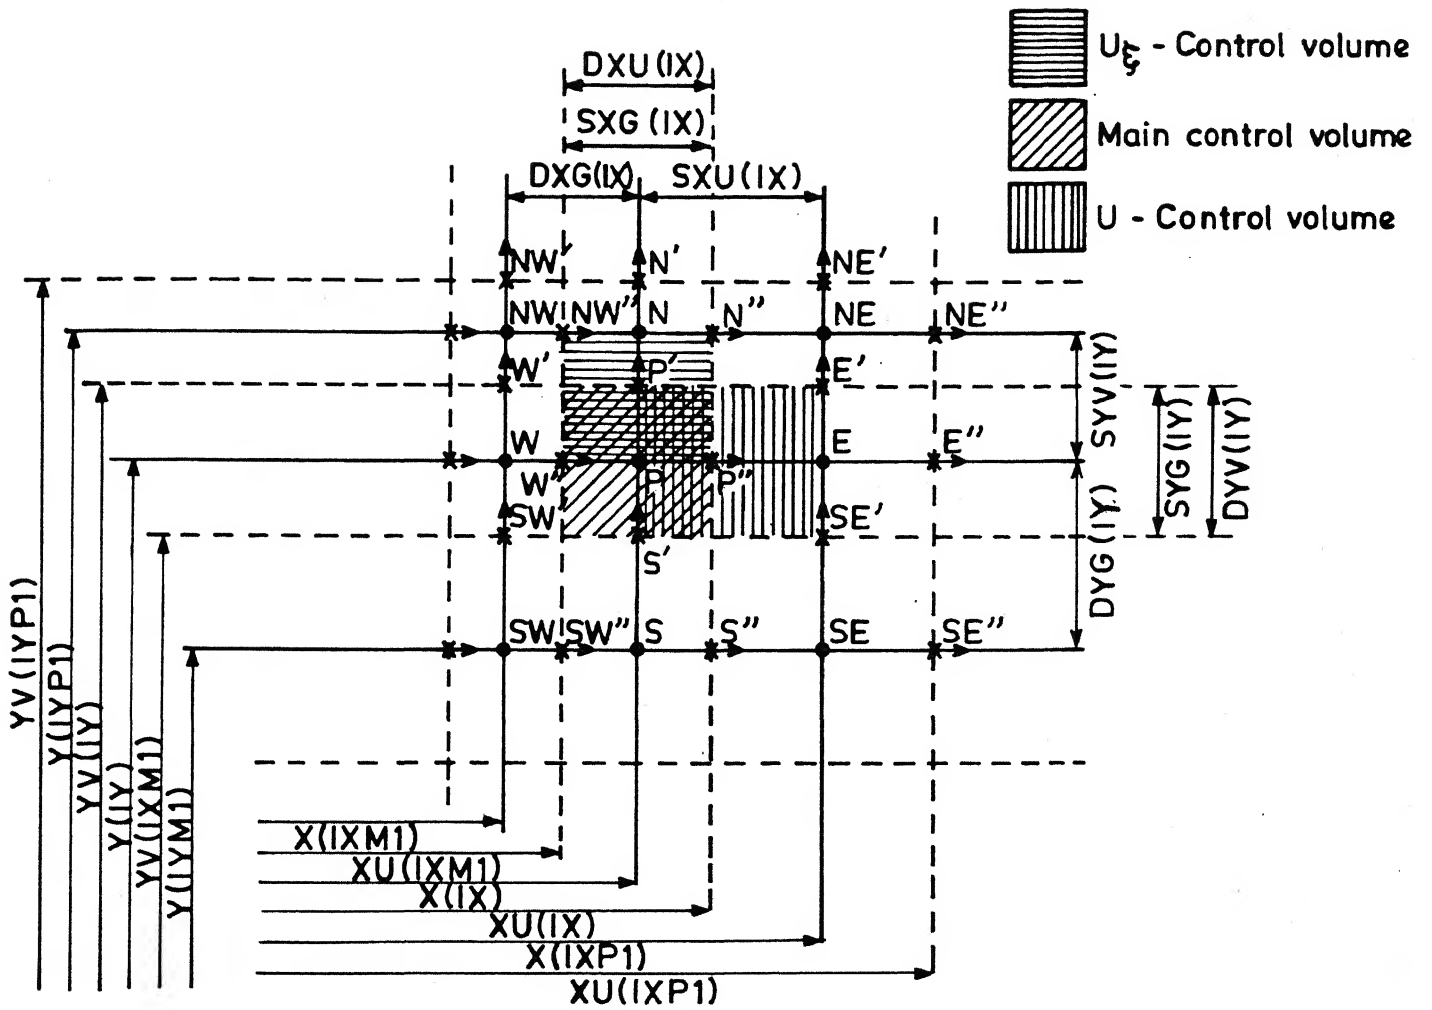 Uξ - Control volume
DXU(IX)
SXG(IX)
Main control volume
DXG(IX) SXU(IX)
U - Control volume
NW' N' NE'
NW NW" N N" NE NE"
W' P' E'
SYV(IY)
SYG(IY)
DYV(IY)
W E E"
W" P P"
SW' SE'
S'
DYG(IY)
SW SW" S S" SE SE"
YV(IYP1)
Y(IYP1)
YV(IY)
Y(IY)
YV(IXM1)
Y(IYM1)
X(IXM1)
XU(IXM1)
X(IX)
XU(IX)
X(IXP1)
XU(IXP1)